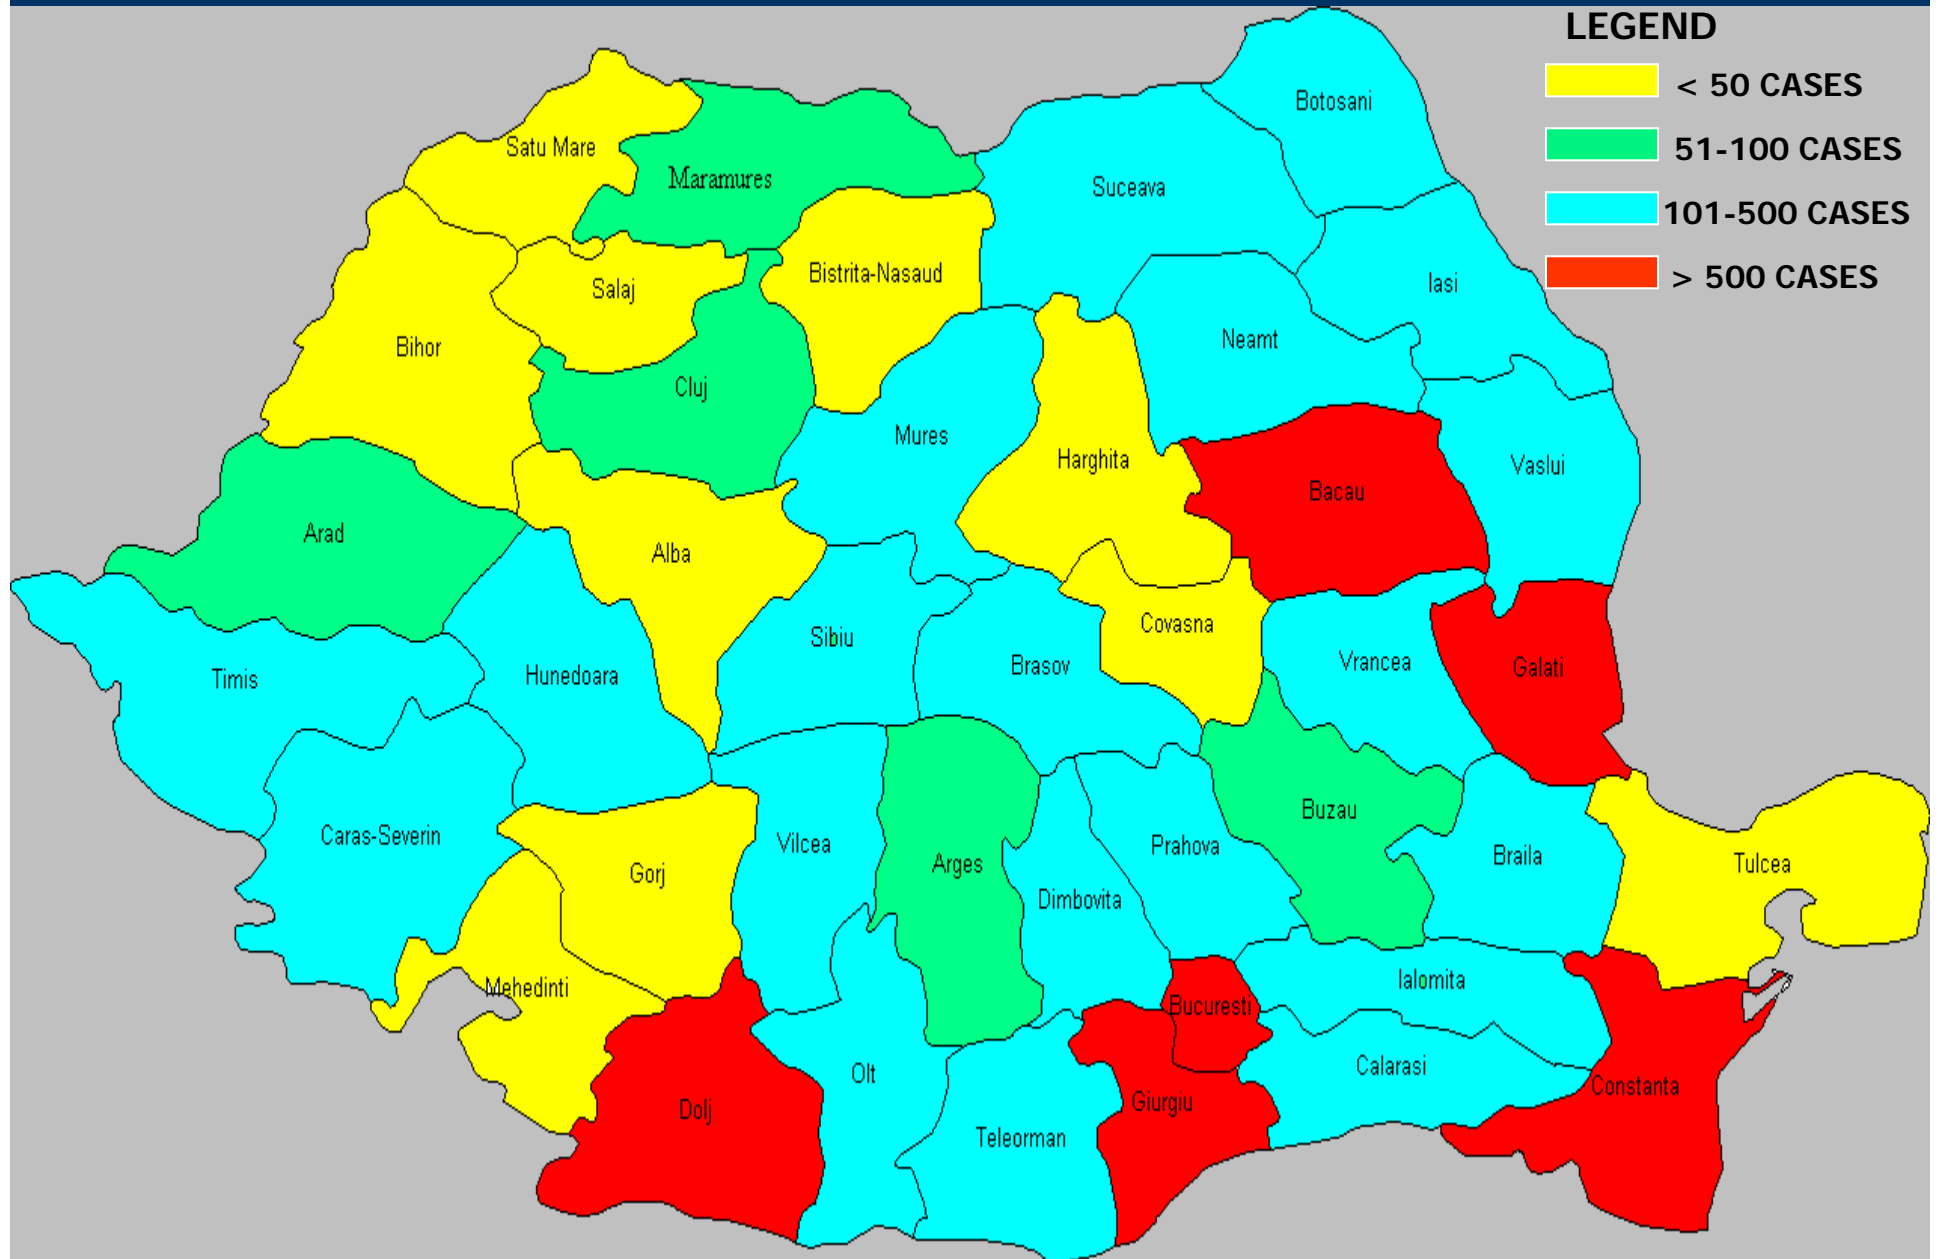 LEGEND
< 50 CASES
51-100 CASES
101-500 CASES
> 500 CASES
Botosani
Satu Mare
Maramures
Suceava
Bistrita-Nasaud
Salaj
Iasi
Neamt
Bihor
Cluj
Mures
Harghita
Vaslui
Bacau
Arad
Alba
Covasna
Sibiu
Vrancea
Brasov
Galati
Hunedoara
Timis
Buzau
Caras-Severin
Vilcea
Prahova
Braila
Tulcea
Arges
Gorj
Dimbovita
Ialomita
Mehedinti
Bucuresti
Calarasi
Olt
Constanta
Giurgiu
Dolj
Teleorman